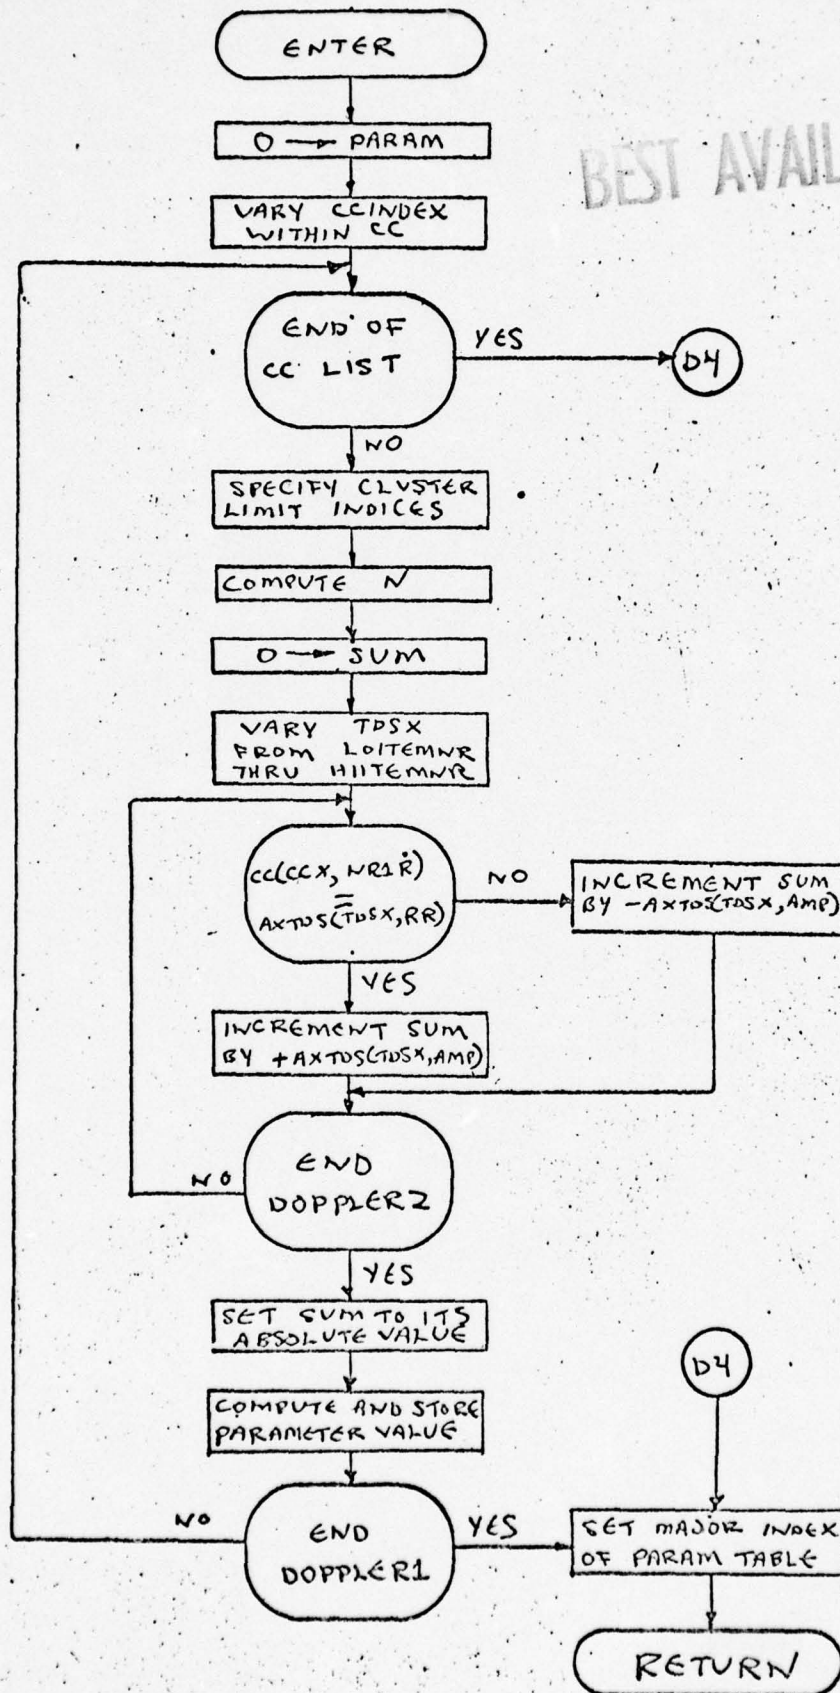 ENTER
BEST AVAIL
0 → PARAM
VARY CCINDEX
WITHIN CC
END OF
CC LIST
YES
D4
NO
SPECIFY CLUSTER
LIMIT INDICES
COMPUTE N
0 → SUM
VARY TDSX
FROM LOITEMNR
THRU HIITEMNR
CC(CCX, NR1Ṙ)
=
AXTDS(TDSX, RR)
NO
INCREMENT SUM
BY -AXTDS(TDSX, AMP)
YES
INCREMENT SUM
BY +AXTDS(TDSX, AMP)
END
DOPPLER2
NO
YES
SET SUM TO ITS
ABSOLUTE VALUE
D4
COMPUTE AND STORE
PARAMETER VALUE
NO
END
DOPPLER1
YES
SET MAJOR INDEX
OF PARAM TABLE
RETURN